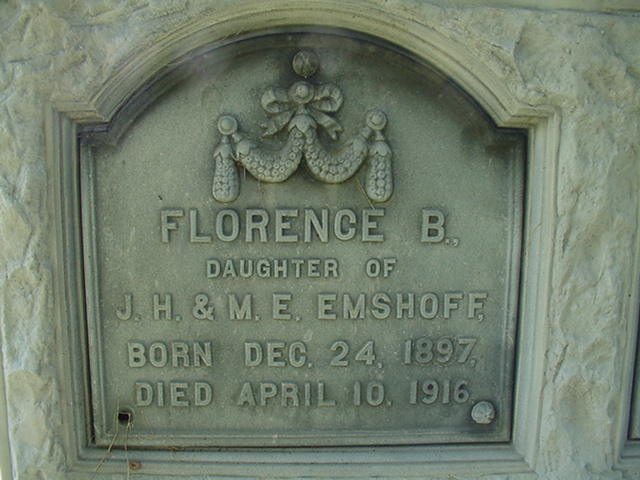 FLORENCE B.,
DAUGHTER OF
J. H. & M. E. EMSHOFF,
BORN DEC. 24, 1897,
DIED APRIL 10, 1916.